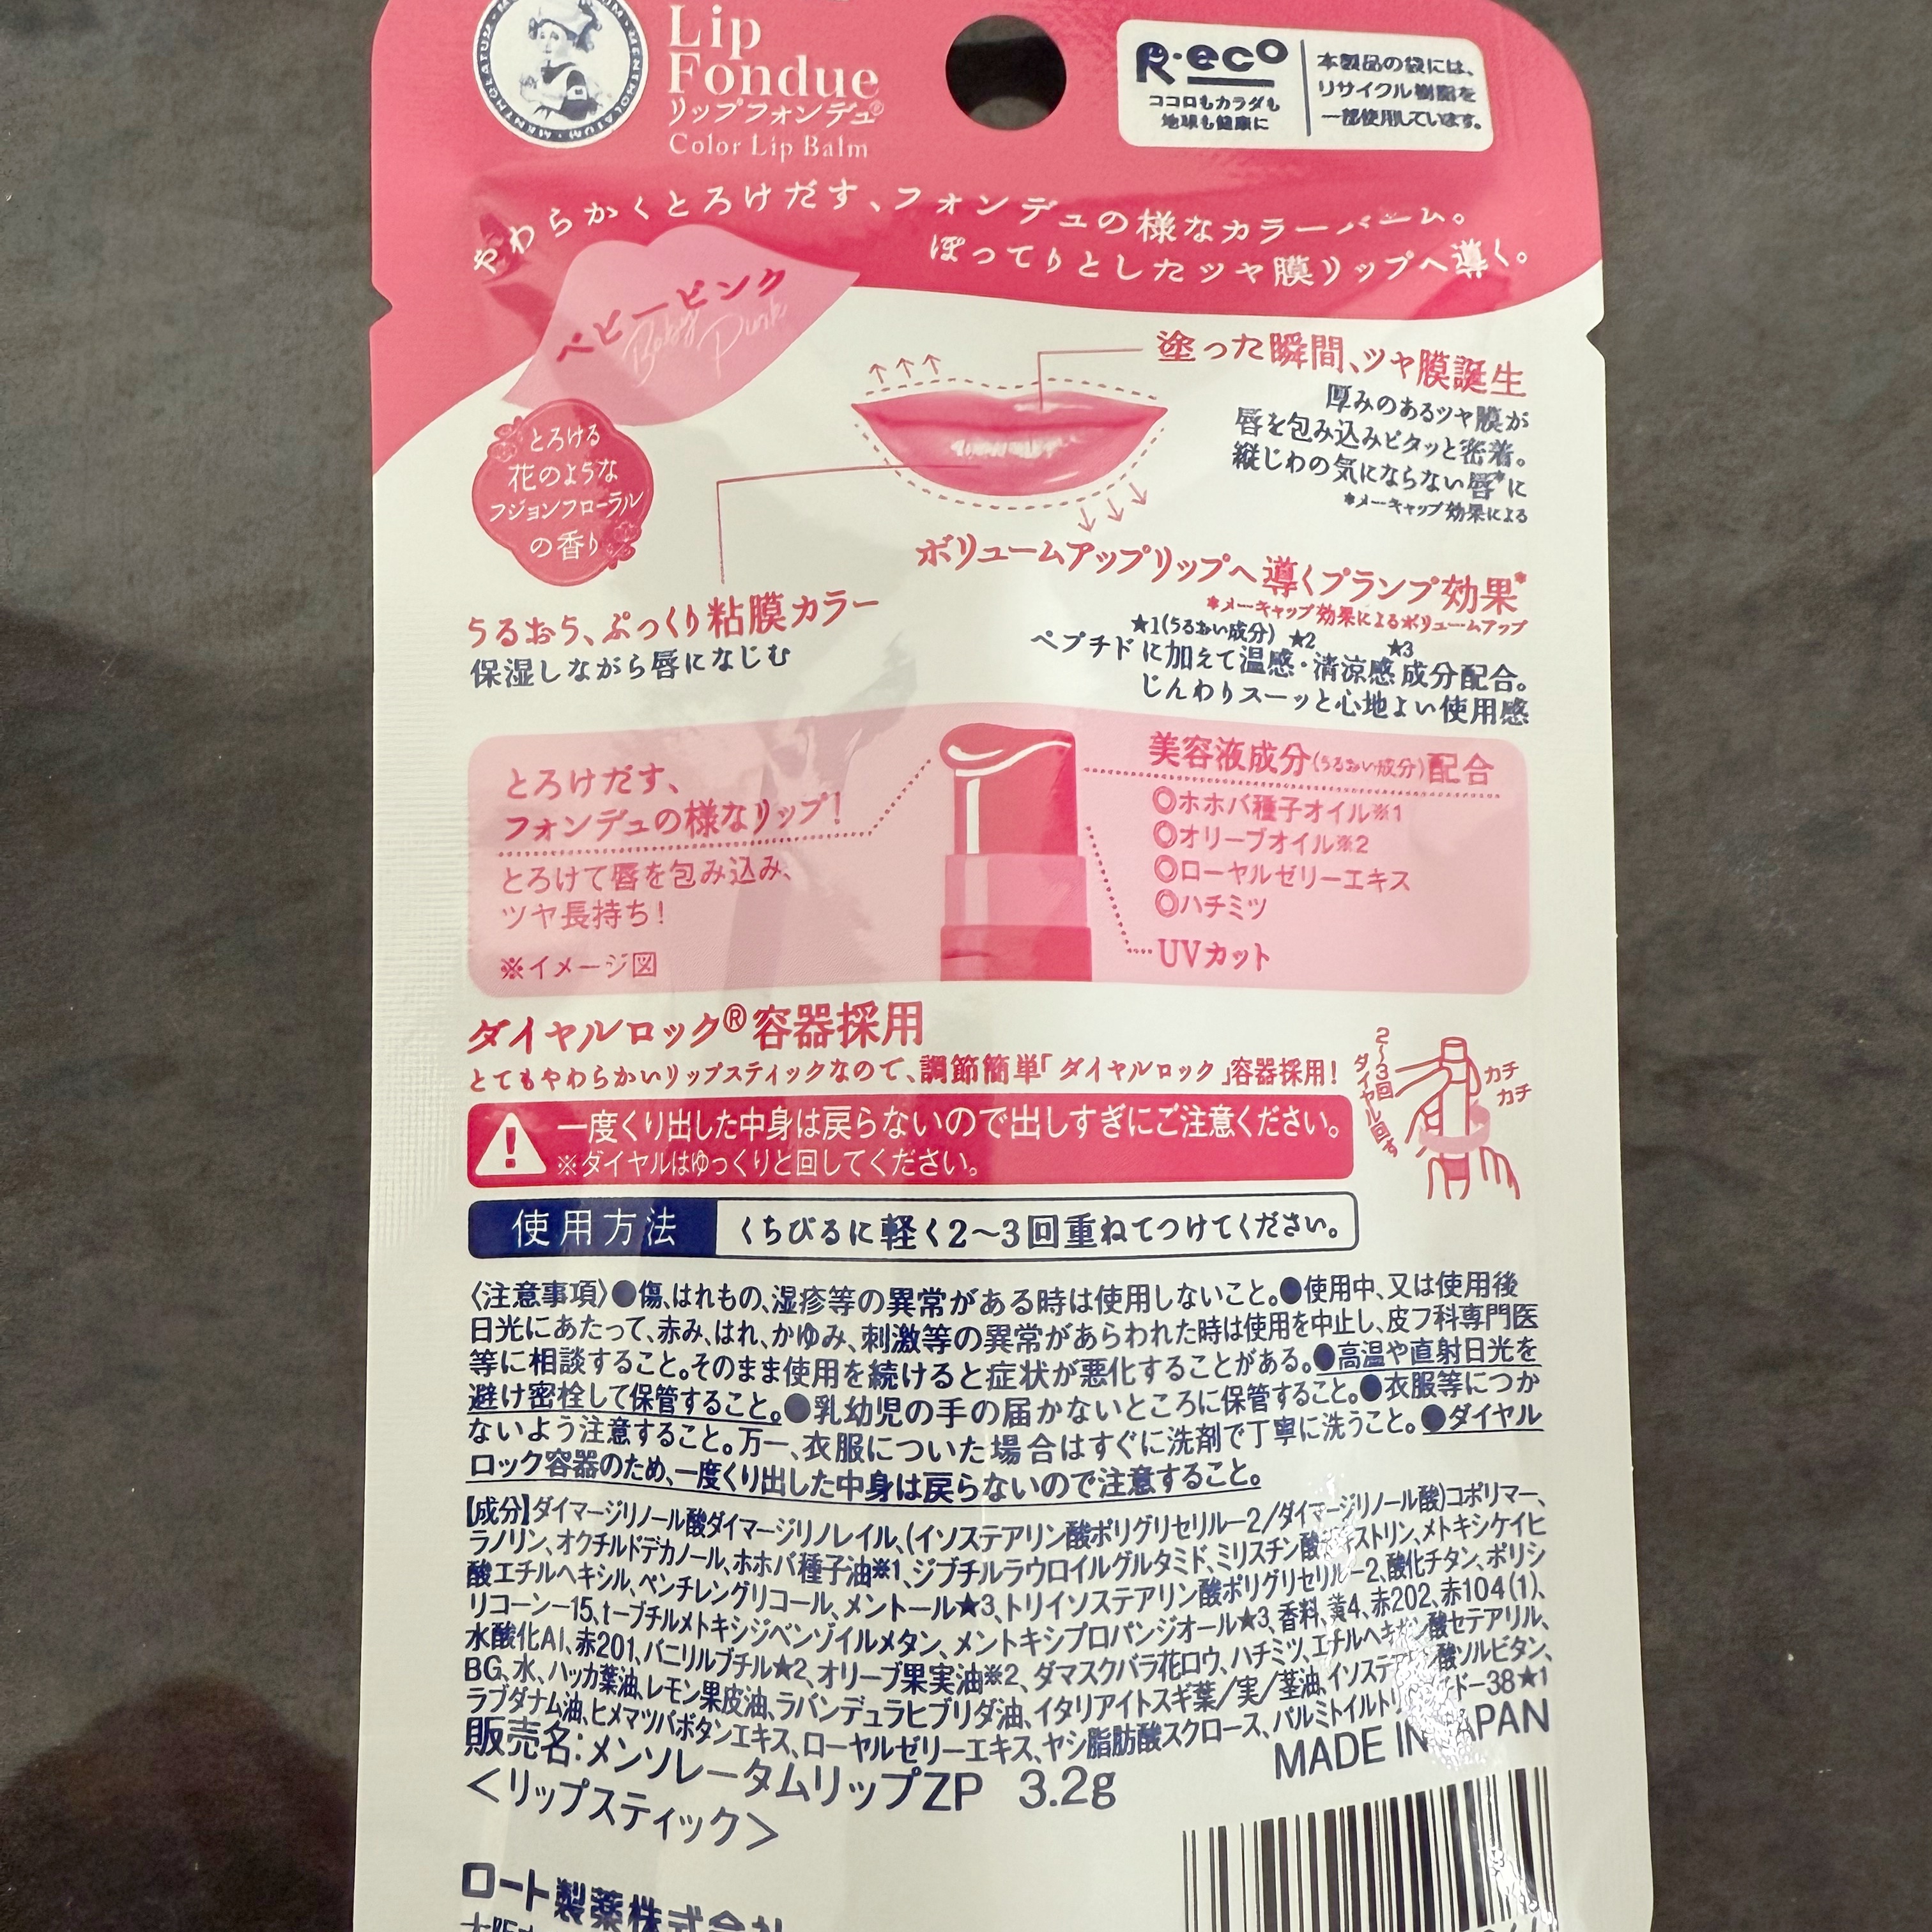 MENTHOLATUM · MENTHOLATUM
Lip
Fondue
リップフォンデュ®
Color Lip Balm
R·eco
ココロもカラダも
地球も健康に
本製品の袋には、
リサイクル樹脂を
一部使用しています。
やわらかくとろけだす、フォンデュの様なカラーバーム。
ぽってりとしたツヤ膜リップへ導く。
ベビーピンク
Baby Pink
とろける
花のような
フジョンフローラル
の香り
塗った瞬間、ツヤ膜誕生
厚みのあるツヤ膜が
唇を包み込みピタッと密着。
縦じわの気にならない唇*に
*メーキャップ効果による
うるおう、ぷっくり粘膜カラー
保湿しながら唇になじむ
ボリュームアップリップへ導くプランプ効果*
*メーキャップ効果によるボリュームアップ
★1(うるおい成分) ★2 ★3
ペプチドに加えて温感・清涼感成分配合。
じんわりスーッと心地よい使用感
とろけだす、
フォンデュの様なリップ!
とろけて唇を包み込み、
ツヤ長持ち!
※イメージ図
美容液成分(うるおい成分)配合
◎ホホバ種子オイル※1
◎オリーブオイル※2
◎ローヤルゼリーエキス
◎ハチミツ
UVカット
ダイヤルロック®容器採用
とてもやわらかいリップスティックなので、調節簡単「ダイヤルロック」容器採用!
2~3回
ダイヤル回す
カチ
カチ
一度くり出した中身は戻らないので出しすぎにご注意ください。
※ダイヤルはゆっくりと回してください。
使用方法 くちびるに軽く2~3回重ねてつけてください。
〈注意事項〉●傷、はれもの、湿疹等の異常がある時は使用しないこと。●使用中、又は使用後
日光にあたって、赤み、はれ、かゆみ、刺激等の異常があらわれた時は使用を中止し、皮フ科専門医
等に相談すること。そのまま使用を続けると症状が悪化することがある。●高温や直射日光を
避け密栓して保管すること。●乳幼児の手の届かないところに保管すること。●衣服等につか
ないよう注意すること。万一、衣服についた場合はすぐに洗剤で丁寧に洗うこと。●ダイヤル
ロック容器のため、一度くり出した中身は戻らないので注意すること。
【成分】ダイマージリノール酸ダイマージリノレイル、(イソステアリン酸ポリグリセリル-2/ダイマージリノール酸)コポリマー、
ラノリン、オクチルドデカノール、ホホバ種子油※1、ジブチルラウロイルグルタミド、ミリスチン酸デキストリン、メトキシケイヒ
酸エチルヘキシル、ペンチレングリコール、メントール★3、トリイソステアリン酸ポリグリセリル-2、酸化チタン、ポリシ
リコーン-15、t-ブチルメトキシジベンゾイルメタン、メントキシプロパンジオール★3、香料、黄4、赤202、赤104(1)、
水酸化Al、赤201、バニリルブチル★2、オリーブ果実油※2、ダマスクバラ花ロウ、ハチミツ、エチルヘキサン酸セテアリル、
BG、水、ハッカ葉油、レモン果皮油、ラバンデュラヒブリダ油、イタリアイトスギ葉/実/茎油、イソステアリン酸ソルビタン、
ラブダナム油、ヒメマツバボタンエキス、ローヤルゼリーエキス、ヤシ脂肪酸スクロース、パルミトイルトリペプチド-38★1
販売名:メンソレータムリップZP 3.2g
MADE IN JAPAN
<リップスティック>
ロート製薬株式会社